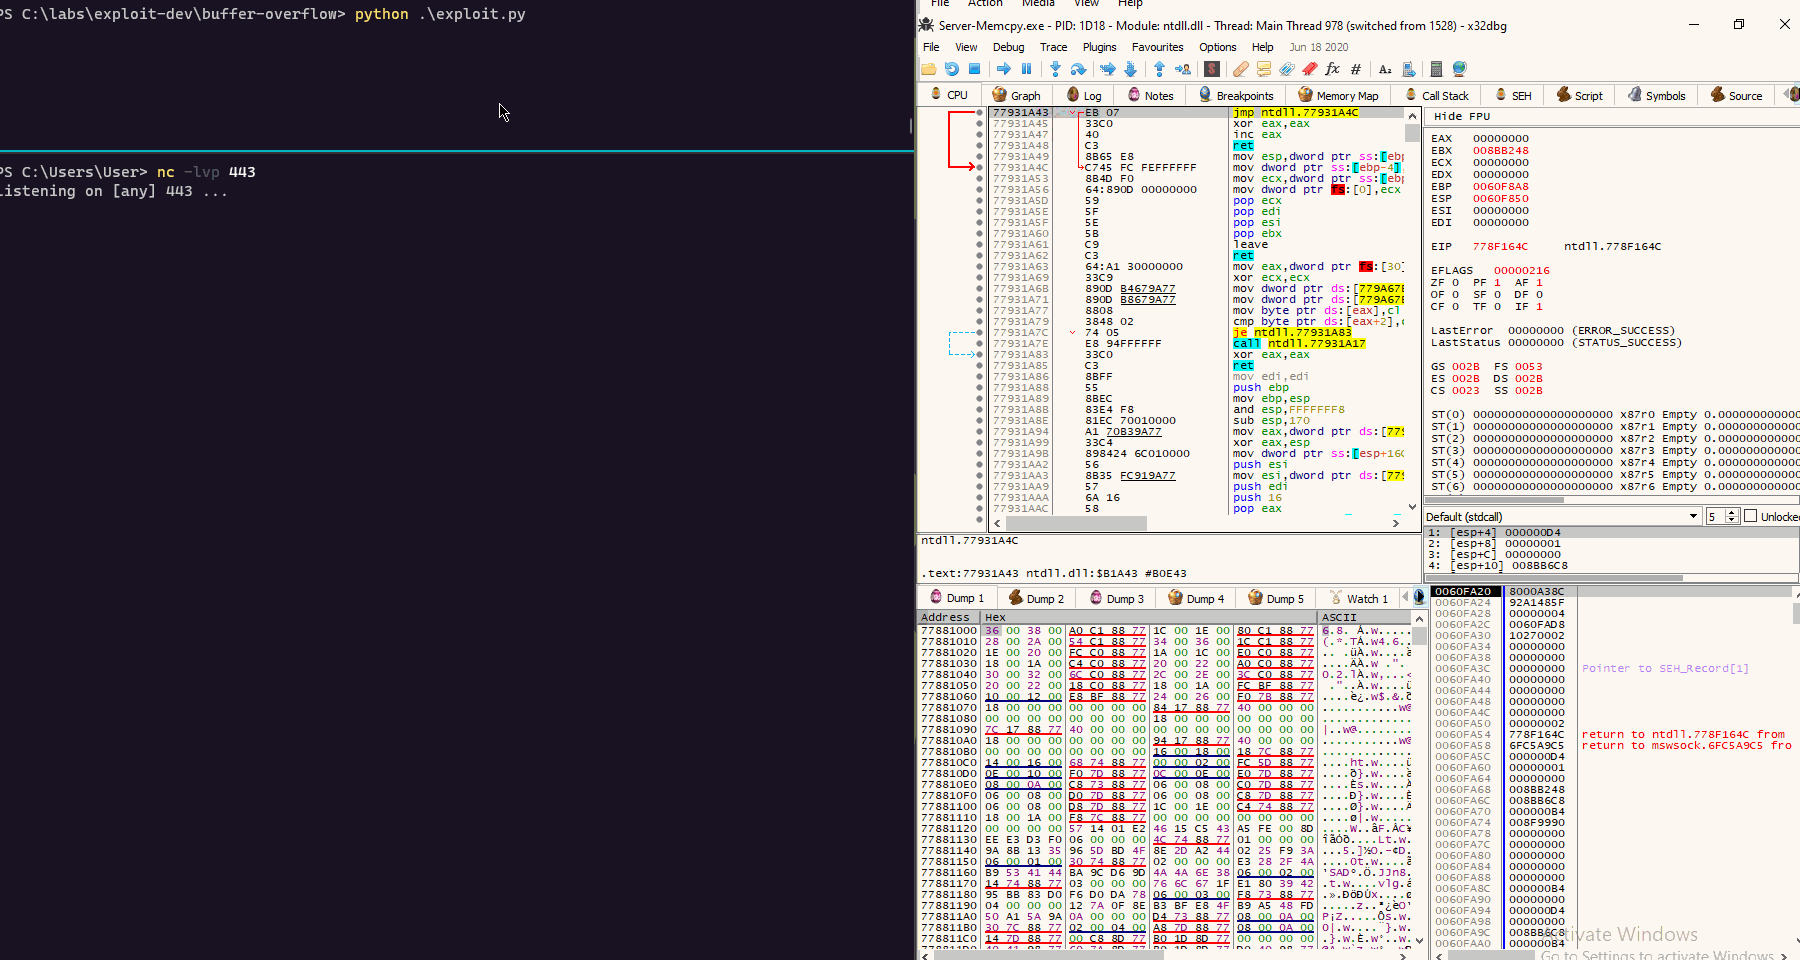 PS C:\labs\exploit-dev\buffer-overflow> python .\exploit.py
PS C:\Users\User> nc -lvp 443
listening on [any] 443 ...
File Action Media View Help
Server-Memcpy.exe - PID: 1D18 - Module: ntdll.dll - Thread: Main Thread 978 (switched from 1528) - x32dbg
File View Debug Trace Plugins Favourites Options Help Jun 18 2020
CPU Graph Log Notes Breakpoints Memory Map Call Stack SEH Script Symbols Source
77931A43 EB 07 jmp ntdll.77931A4C
77931A45 33C0 xor eax,eax
77931A47 40 inc eax
77931A48 C3 ret
77931A49 8B65 E8 mov esp,dword ptr ss:[ebp
77931A4C C745 FC FEFFFFFF mov dword ptr ss:[ebp-4]
77931A53 8B4D F0 mov ecx,dword ptr ss:[ebp
77931A56 64:890D 00000000 mov dword ptr fs:[0],ecx
77931A5D 59 pop ecx
77931A5E 5F pop edi
77931A5F 5E pop esi
77931A60 5B pop ebx
77931A61 C9 leave
77931A62 C3 ret
77931A63 64:A1 30000000 mov eax,dword ptr fs:[30]
77931A69 33C9 xor ecx,ecx
77931A6B 890D B4679A77 mov dword ptr ds:[779A67B
77931A71 890D B8679A77 mov dword ptr ds:[779A67B
77931A77 8808 mov byte ptr ds:[eax],cl
77931A79 3848 02 cmp byte ptr ds:[eax+2],c
77931A7C 74 05 je ntdll.77931A83
77931A7E E8 94FFFFFF call ntdll.77931A17
77931A83 33C0 xor eax,eax
77931A85 C3 ret
77931A86 8BFF mov edi,edi
77931A88 55 push ebp
77931A89 8BEC mov ebp,esp
77931A8B 83E4 F8 and esp,FFFFFFF8
77931A8E 81EC 70010000 sub esp,170
77931A94 A1 70B39A77 mov eax,dword ptr ds:[779
77931A99 33C4 xor eax,esp
77931A9B 898424 6C010000 mov dword ptr ss:[esp+16C
77931AA2 56 push esi
77931AA3 8B35 FC919A77 mov esi,dword ptr ds:[779
77931AA9 57 push edi
77931AAA 6A 16 push 16
77931AAC 58 pop eax
ntdll.77931A4C
.text:77931A43 ntdll.dll:$B1A43 #B0E43
Hide FPU
EAX 00000000
EBX 008BB248
ECX 00000000
EDX 00000000
EBP 0060F8A8
ESP 0060F850
ESI 00000000
EDI 00000000
EIP 778F164C ntdll.778F164C
EFLAGS 00000216
ZF 0 PF 1 AF 1
OF 0 SF 0 DF 0
CF 0 TF 0 IF 1
LastError 00000000 (ERROR_SUCCESS)
LastStatus 00000000 (STATUS_SUCCESS)
GS 002B FS 0053
ES 002B DS 002B
CS 0023 SS 002B
ST(0) 00000000000000000000 x87r0 Empty 0.000000000000
ST(1) 00000000000000000000 x87r1 Empty 0.000000000000
ST(2) 00000000000000000000 x87r2 Empty 0.000000000000
ST(3) 00000000000000000000 x87r3 Empty 0.000000000000
ST(4) 00000000000000000000 x87r4 Empty 0.000000000000
ST(5) 00000000000000000000 x87r5 Empty 0.000000000000
ST(6) 00000000000000000000 x87r6 Empty 0.000000000000
Default (stdcall) 5 Unlocked
1: [esp+4] 000000D4
2: [esp+8] 00000001
3: [esp+C] 00000000
4: [esp+10] 008BB6C8
Dump 1 Dump 2 Dump 3 Dump 4 Dump 5 Watch 1
Address Hex ASCII
77881000 36 00 38 00 A0 C1 88 77 1C 00 1E 00 80 C1 88 77
77881010 28 00 2A 00 54 C1 88 77 34 00 36 00 1C C1 88 77
77881020 1E 00 20 00 FC C0 88 77 1A 00 1C 00 E0 C0 88 77
77881030 18 00 1A 00 C4 C0 88 77 20 00 22 00 A0 C0 88 77
77881040 30 00 32 00 6C C0 88 77 2C 00 2E 00 3C C0 88 77
77881050 20 00 22 00 18 C0 88 77 18 00 1A 00 FC BF 88 77
77881060 10 00 12 00 E8 BF 88 77 24 00 26 00 F0 7B 88 77
77881070 18 00 00 00 00 00 00 00 84 17 88 77 40 00 00 00
77881080 00 00 00 00 00 00 00 00 18 00 00 00 00 00 00 00
77881090 7C 17 88 77 40 00 00 00 00 00 00 00 00 00 00 00
778810A0 18 00 00 00 00 00 00 00 94 17 88 77 40 00 00 00
778810B0 00 00 00 00 00 00 00 00 16 00 18 00 18 7C 88 77
778810C0 14 00 16 00 68 74 88 77 00 00 02 00 FC 5D 88 77
778810D0 0E 00 10 00 F0 7D 88 77 0C 00 0E 00 E0 7D 88 77
778810E0 08 00 0A 00 C8 73 88 77 06 00 08 00 C0 7D 88 77
778810F0 06 00 08 00 D0 7D 88 77 06 00 08 00 C8 7D 88 77
77881100 06 00 08 00 D8 7D 88 77 1C 00 1E 00 C4 74 88 77
77881110 18 00 1A 00 F8 7C 88 77 00 00 00 00 00 00 00 00
77881120 00 00 00 00 57 14 01 E2 46 15 C5 43 A5 FE 00 8D
77881130 EE E3 D3 F0 06 00 00 00 4C 74 88 77 01 00 00 00
77881140 9A 8B 13 35 96 5D BD 4F 8E 2D A2 44 02 25 F9 3A
77881150 06 00 01 00 30 74 88 77 02 00 00 00 E3 28 2F 4A
77881160 B9 53 41 44 BA 9C D6 9D 4A 4A 6E 38 06 00 02 00
77881170 14 74 88 77 03 00 00 00 76 6C 67 1F E1 80 39 42
77881180 95 BB 83 D0 F6 D0 DA 78 06 00 03 00 F8 73 88 77
77881190 04 00 00 00 12 7A 0F 8E B3 BF E8 4F B9 A5 48 FD
778811A0 50 A1 5A 9A 0A 00 00 00 D4 73 88 77 08 00 0A 00
778811B0 30 7C 88 77 02 00 04 00 A8 7D 88 77 08 00 0A 00
778811C0 14 7D 88 77 00 C8 8D 77 B0 1D 8D 77 00 00 00 00
0060FA20 8000A38C
0060FA24 92A1485F
0060FA28 00000004
0060FA2C 0060FAD8
0060FA30 10270002
0060FA34 00000000
0060FA38 00000000
0060FA3C 00000000 Pointer to SEH_Record[1]
0060FA40 00000000
0060FA44 00000000
0060FA48 00000000
0060FA4C 00000000
0060FA50 00000002
0060FA54 778F164C return to ntdll.778F164C from
0060FA58 6FC5A9C5 return to mswsock.6FC5A9C5 fro
0060FA5C 000000D4
0060FA60 00000001
0060FA64 00000000
0060FA68 008BB248
0060FA6C 008BB6C8
0060FA70 000000B4
0060FA74 008F9990
0060FA78 00000000
0060FA7C 00000000
0060FA80 00000000
0060FA84 00000000
0060FA88 00000000
0060FA8C 000000B4
0060FA90 00000000
0060FA94 000000D4
0060FA98 00000000
0060FA9C 008BB6C8
0060FAA0 000000B4
Activate Windows
Go to Settings to activate Windows.